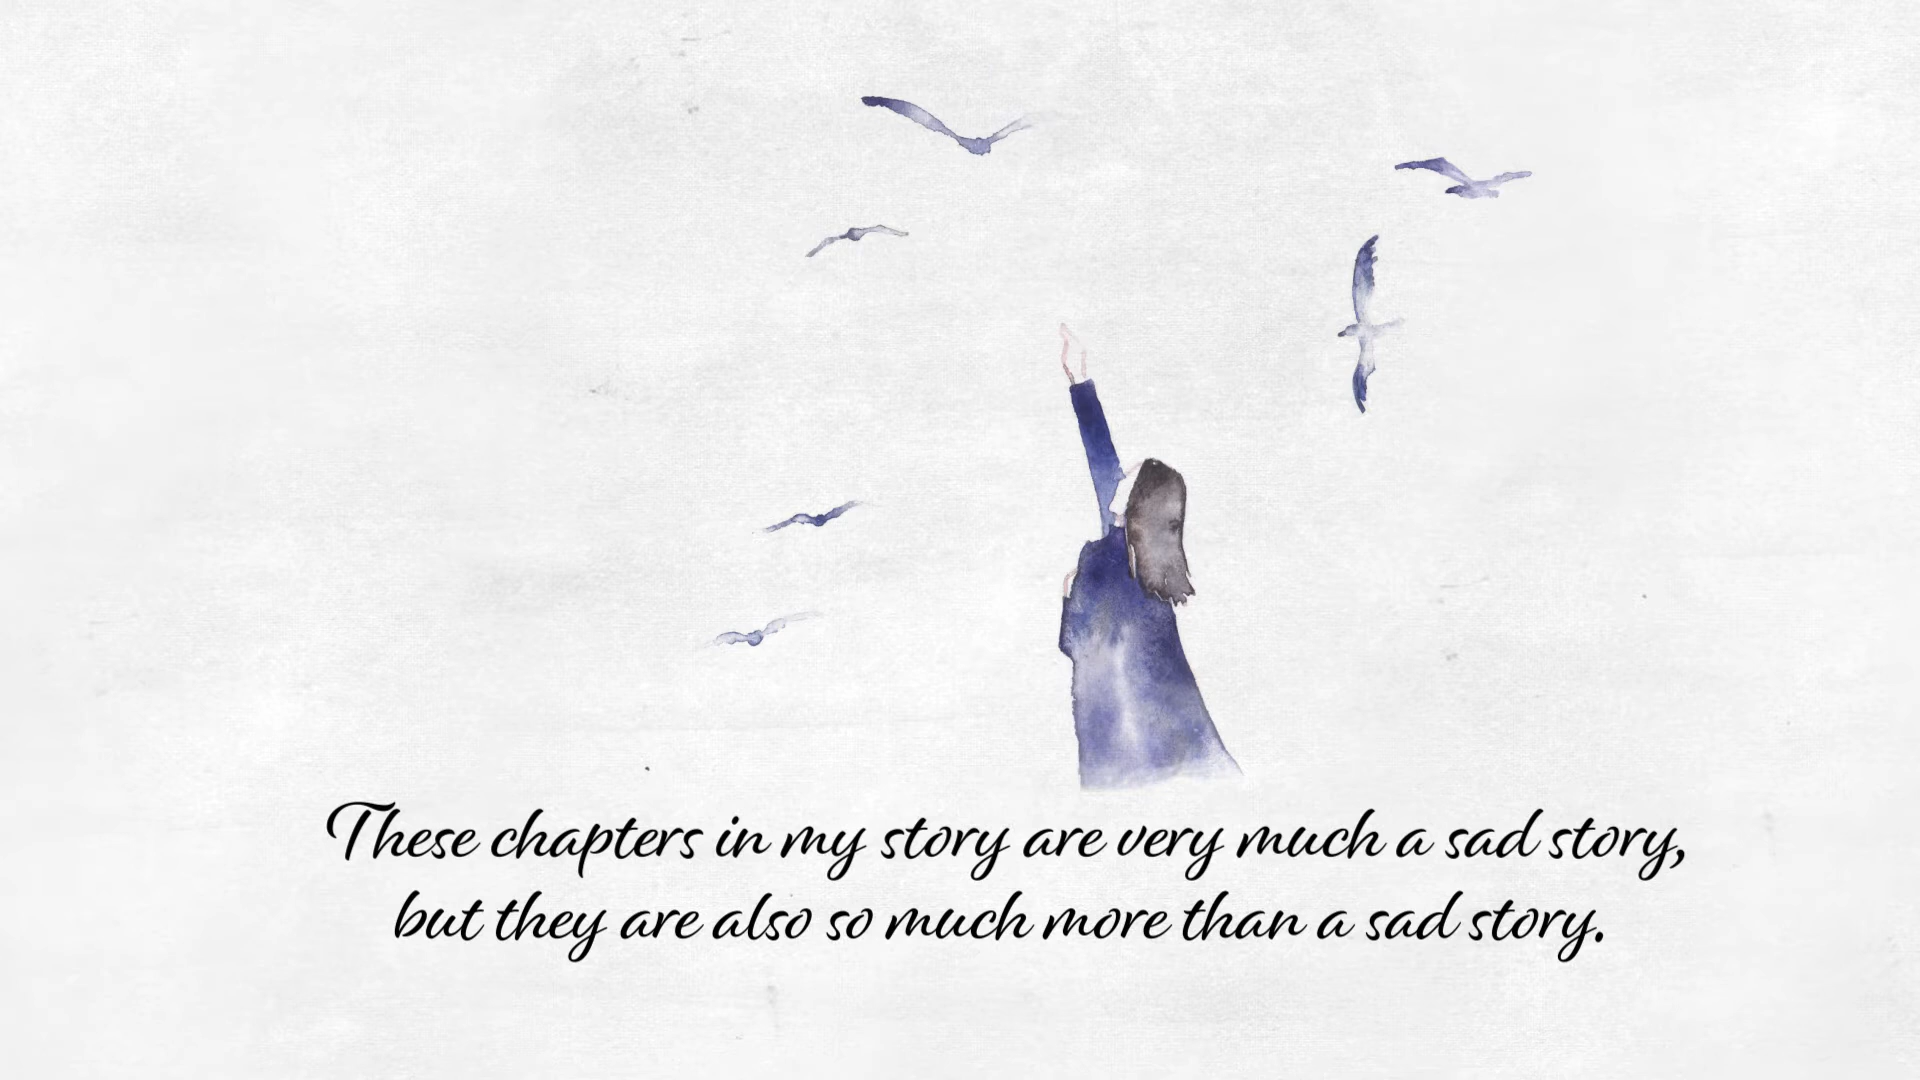 These chapters in my story are very much a sad story,
but they are also so much more than a sad story.